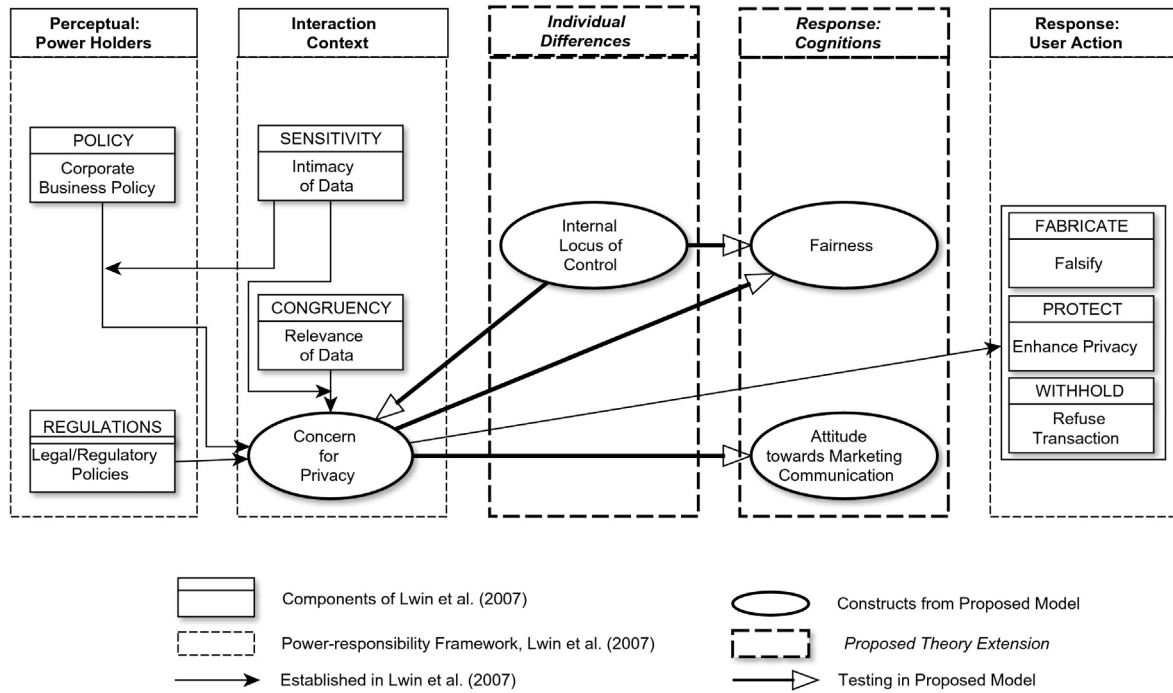 Perceptual:
Power Holders
Interaction
Context
Individual
Differences
Response:
Cognitions
Response:
User Action
POLICY
Corporate
Business Policy
SENSITIVITY
Intimacy
of Data
Internal
Locus of
Control
Fairness
FABRICATE
Falsify
CONGRUENCY
Relevance
of Data
PROTECT
Enhance Privacy
WITHHOLD
Refuse
Transaction
REGULATIONS
Legal/Regulatory
Policies
Concern
for
Privacy
Attitude
towards Marketing
Communication
Components of Lwin et al. (2007)
Constructs from Proposed Model
Power-responsibility Framework, Lwin et al. (2007)
Proposed Theory Extension
Established in Lwin et al. (2007)
Testing in Proposed Model